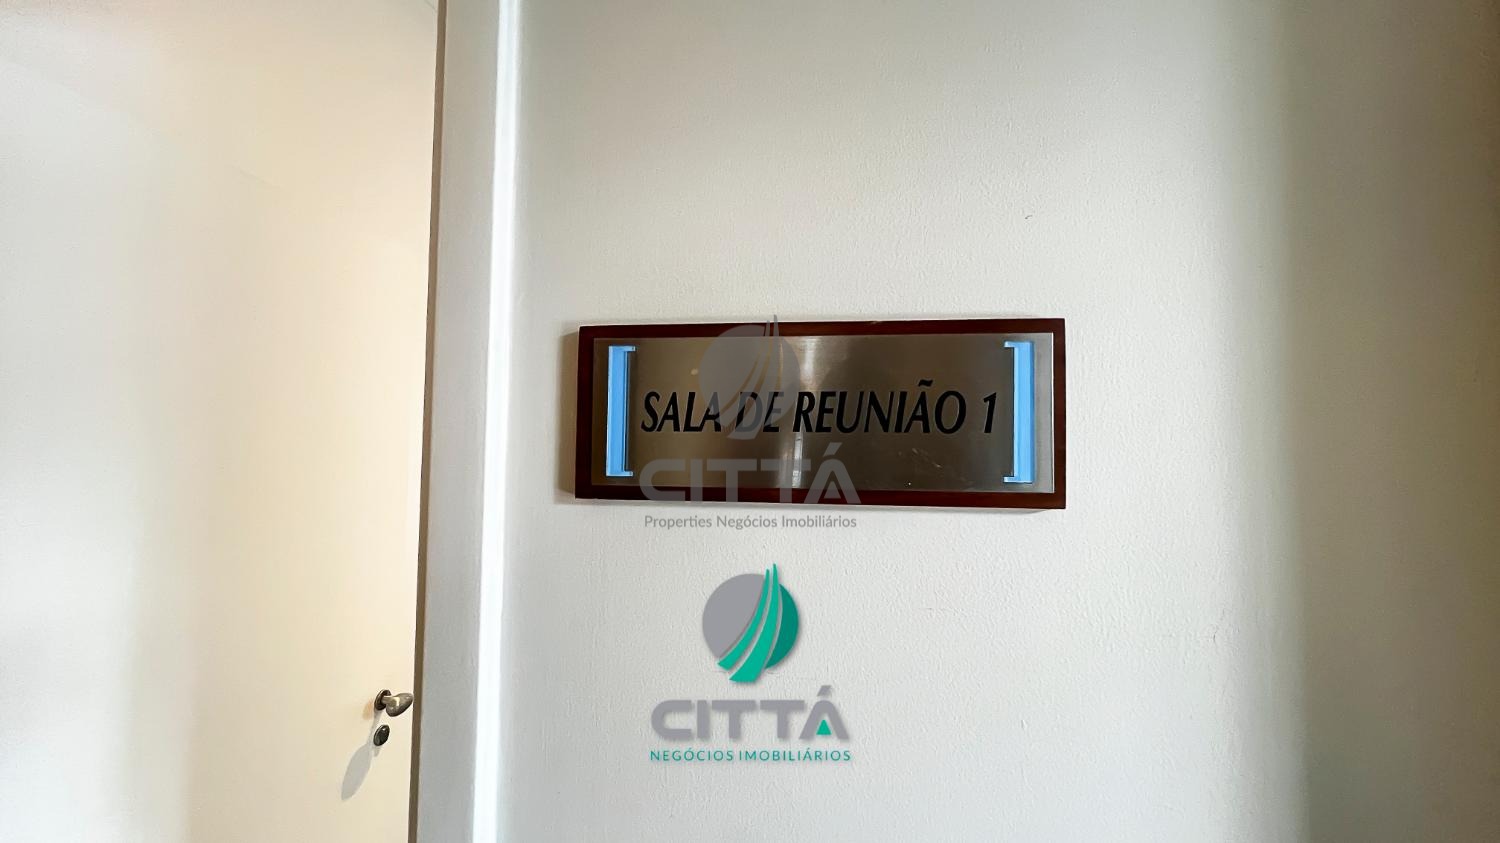 SALA DE REUNIÃO 1
CITTÁ
Properties Negócios Imobiliários
CITTÁ
NEGÓCIOS IMOBILIÁRIOS